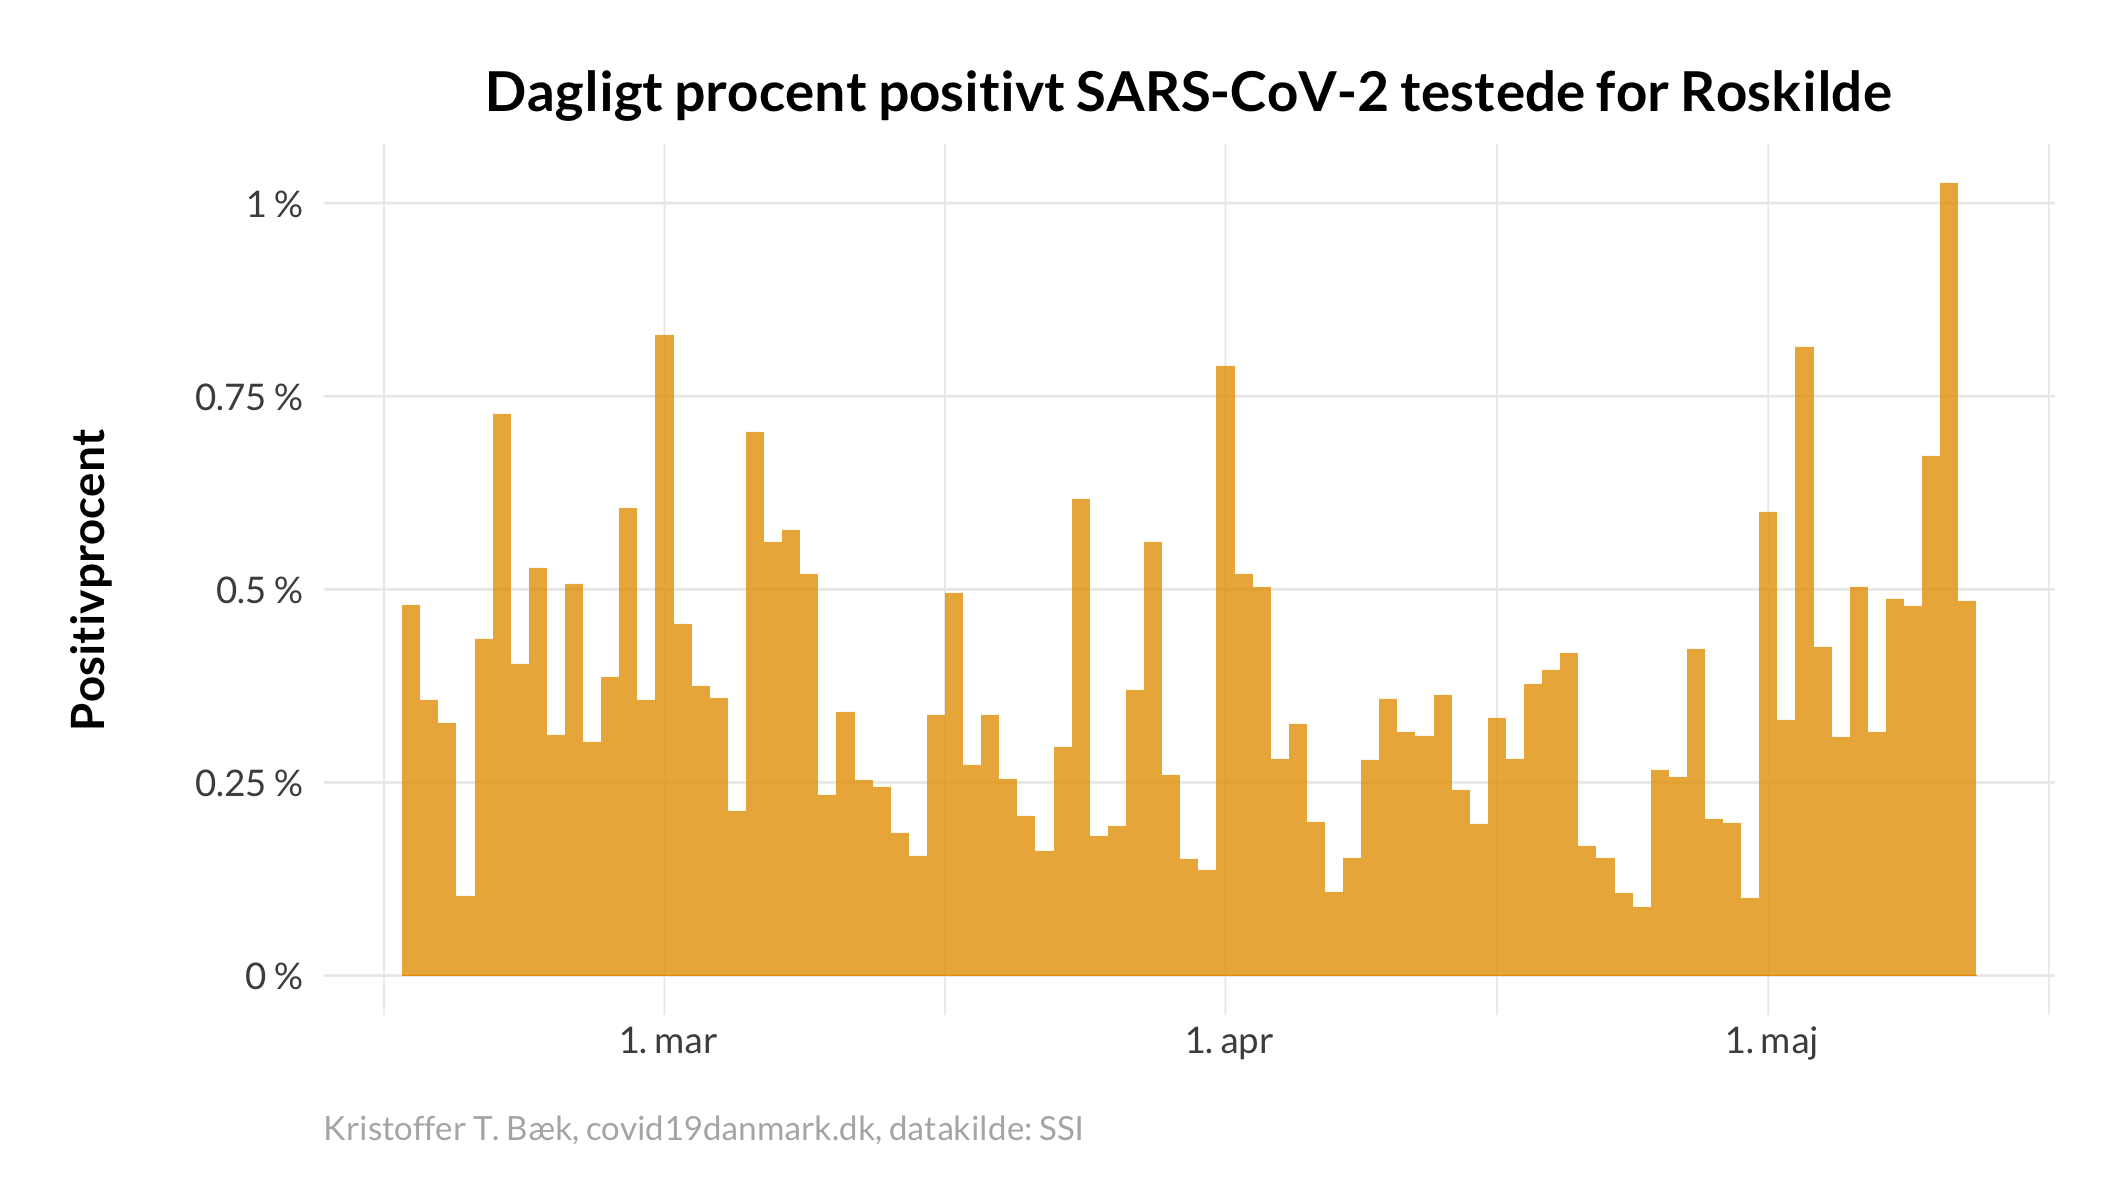 Dagligt procent positivt SARS-CoV-2 testede for Roskilde
Positivprocent
1 %
0.75 %
0.5 %
0.25 %
0 %
1. mar
1. apr
1. maj
Kristoffer T. Bæk, covid19danmark.dk, datakilde: SSI